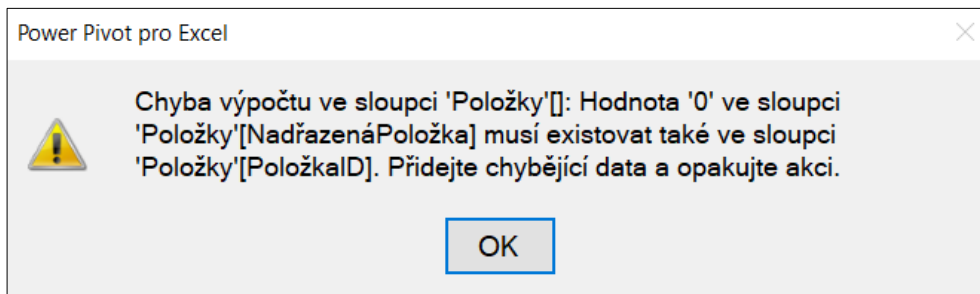 Power Pivot pro Excel
Chyba výpočtu ve sloupci 'Položky'[]: Hodnota '0' ve sloupci
'Položky'[NadřazenáPoložka] musí existovat také ve sloupci
'Položky'[PoložkaID]. Přidejte chybějící data a opakujte akci.
OK